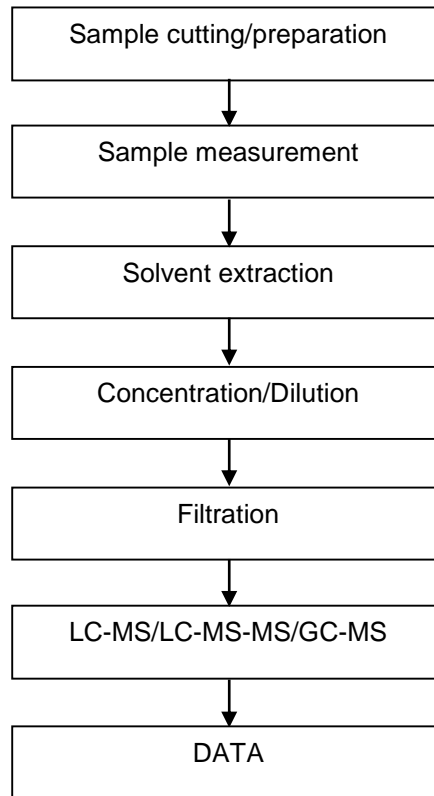 Sample cutting/preparation
Sample measurement
Solvent extraction
Concentration/Dilution
Filtration
LC-MS/LC-MS-MS/GC-MS
DATA